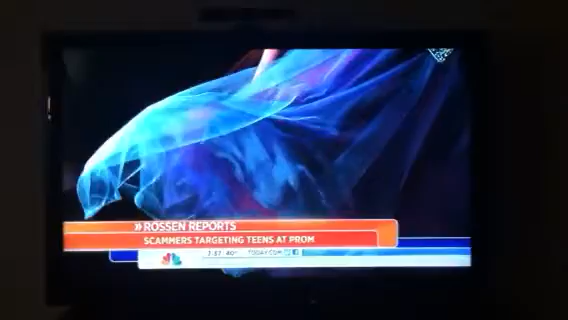 » ROSSEN REPORTS
SCAMMERS TARGETING TEENS AT PROM
TODAY.COM